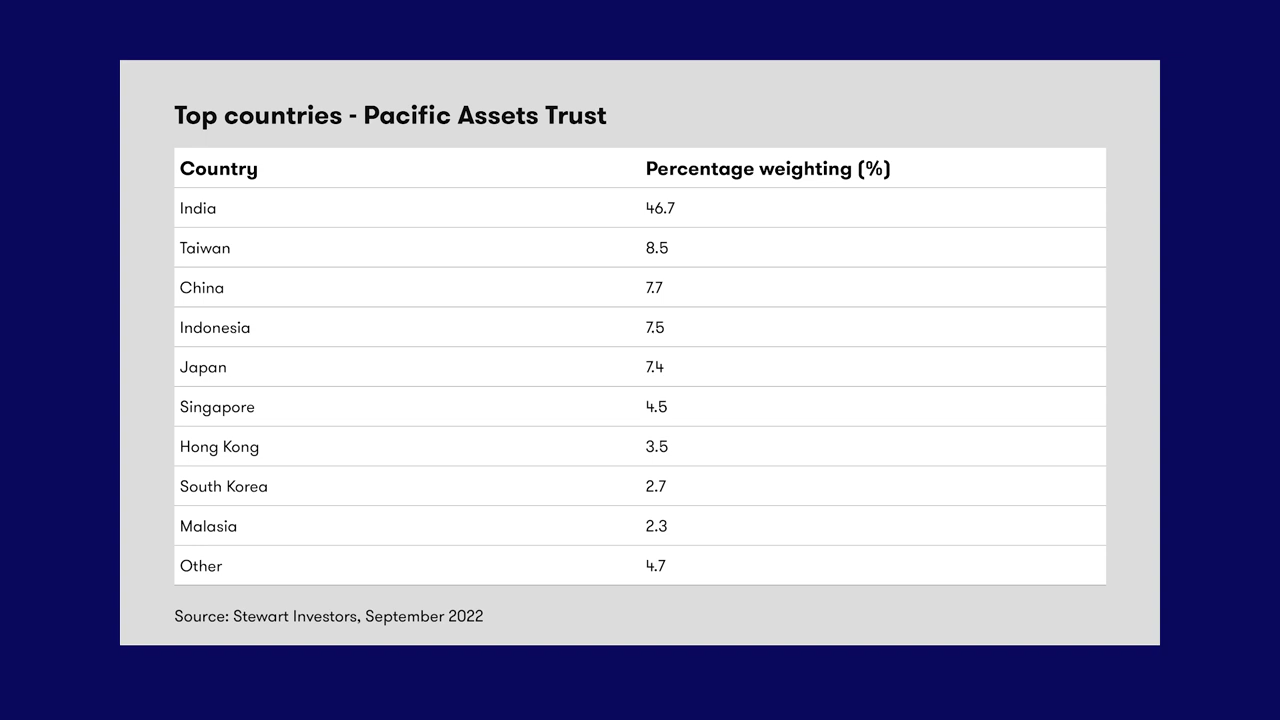 Top countries - Pacific Assets Trust
Country Percentage weighting (%)
India 46.7
Taiwan 8.5
China 7.7
Indonesia 7.5
Japan 7.4
Singapore 4.5
Hong Kong 3.5
South Korea 2.7
Malasia 2.3
Other 4.7
Source: Stewart Investors, September 2022